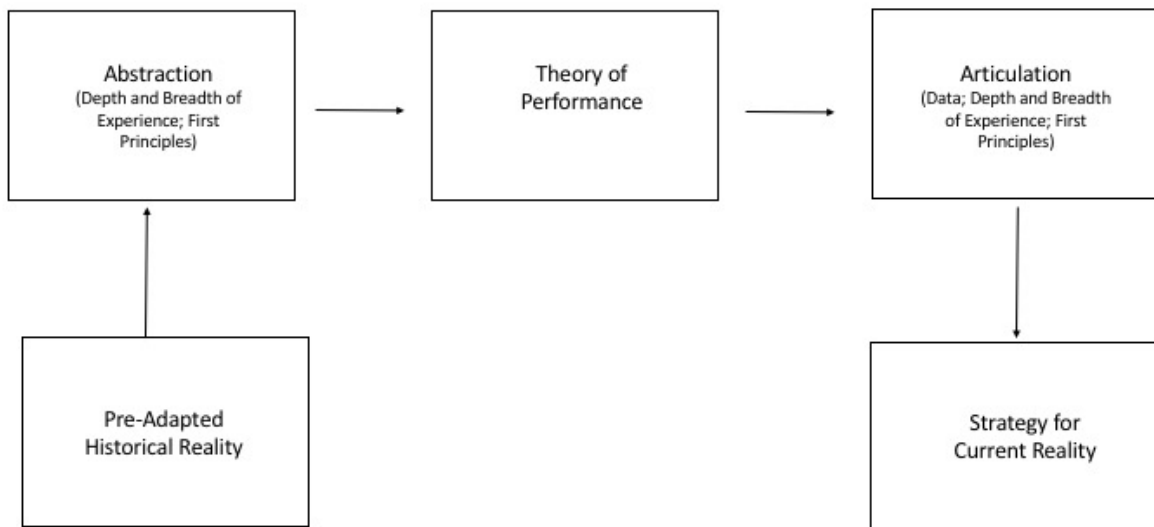 Abstraction
(Depth and Breadth of
Experience; First
Principles)
Theory of
Performance
Articulation
(Data; Depth and Breadth
of Experience; First
Principles)
Pre-Adapted
Historical Reality
Strategy for
Current Reality